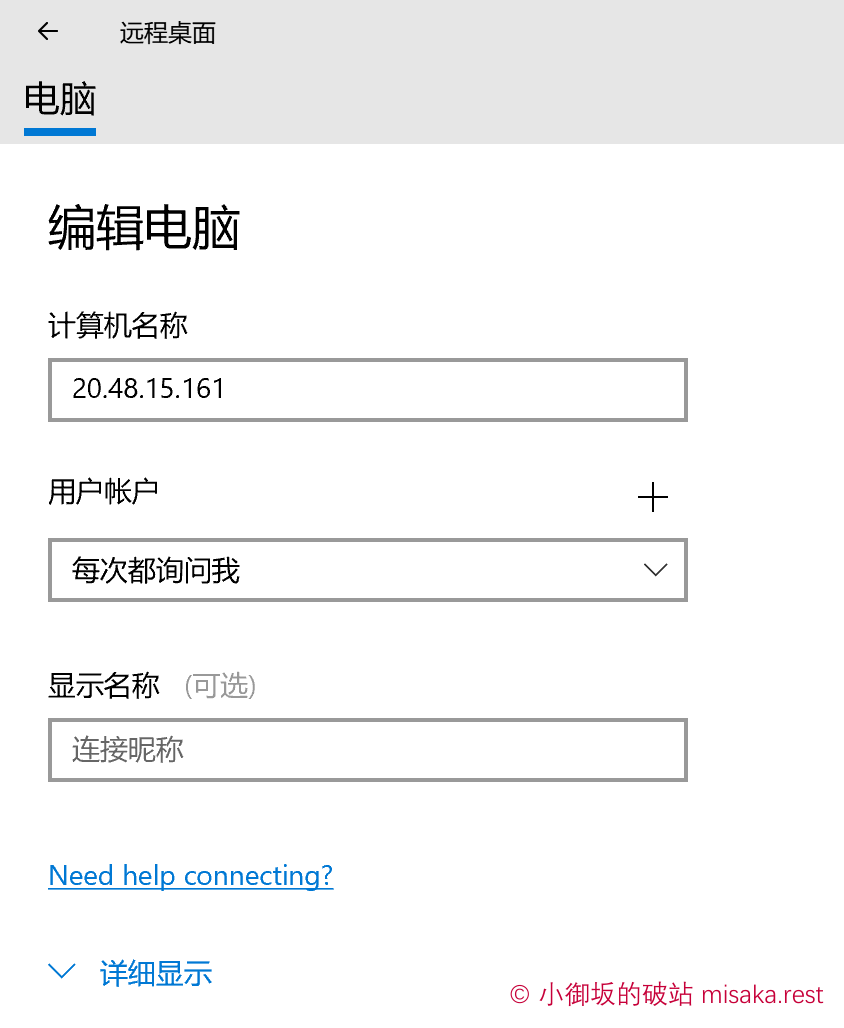 远程桌面
电脑
编辑电脑
计算机名称
20.48.15.161
用户帐户
每次都询问我
显示名称 (可选)
连接昵称
Need help connecting?
详细显示
© 小御坂的破站 misaka.rest